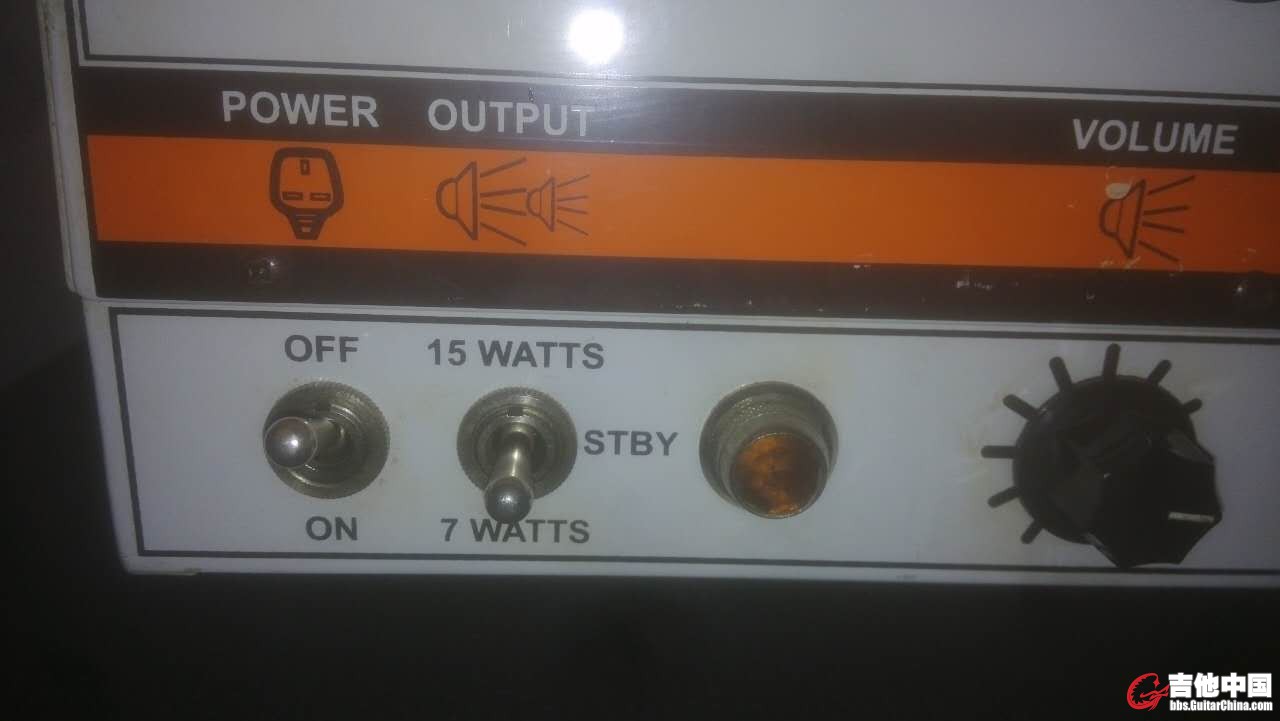 POWER OUTPUT VOLUME
OFF 15 WATTS
STBY
ON 7 WATTS
吉他中国
bbs.GuitarChina.com